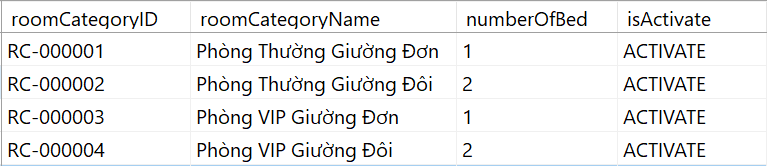 roomCategoryID roomCategoryName numberOfBed isActivate
RC-000001 Phòng Thường Giường Đơn 1 ACTIVATE
RC-000002 Phòng Thường Giường Đôi 2 ACTIVATE
RC-000003 Phòng VIP Giường Đơn 1 ACTIVATE
RC-000004 Phòng VIP Giường Đôi 2 ACTIVATE